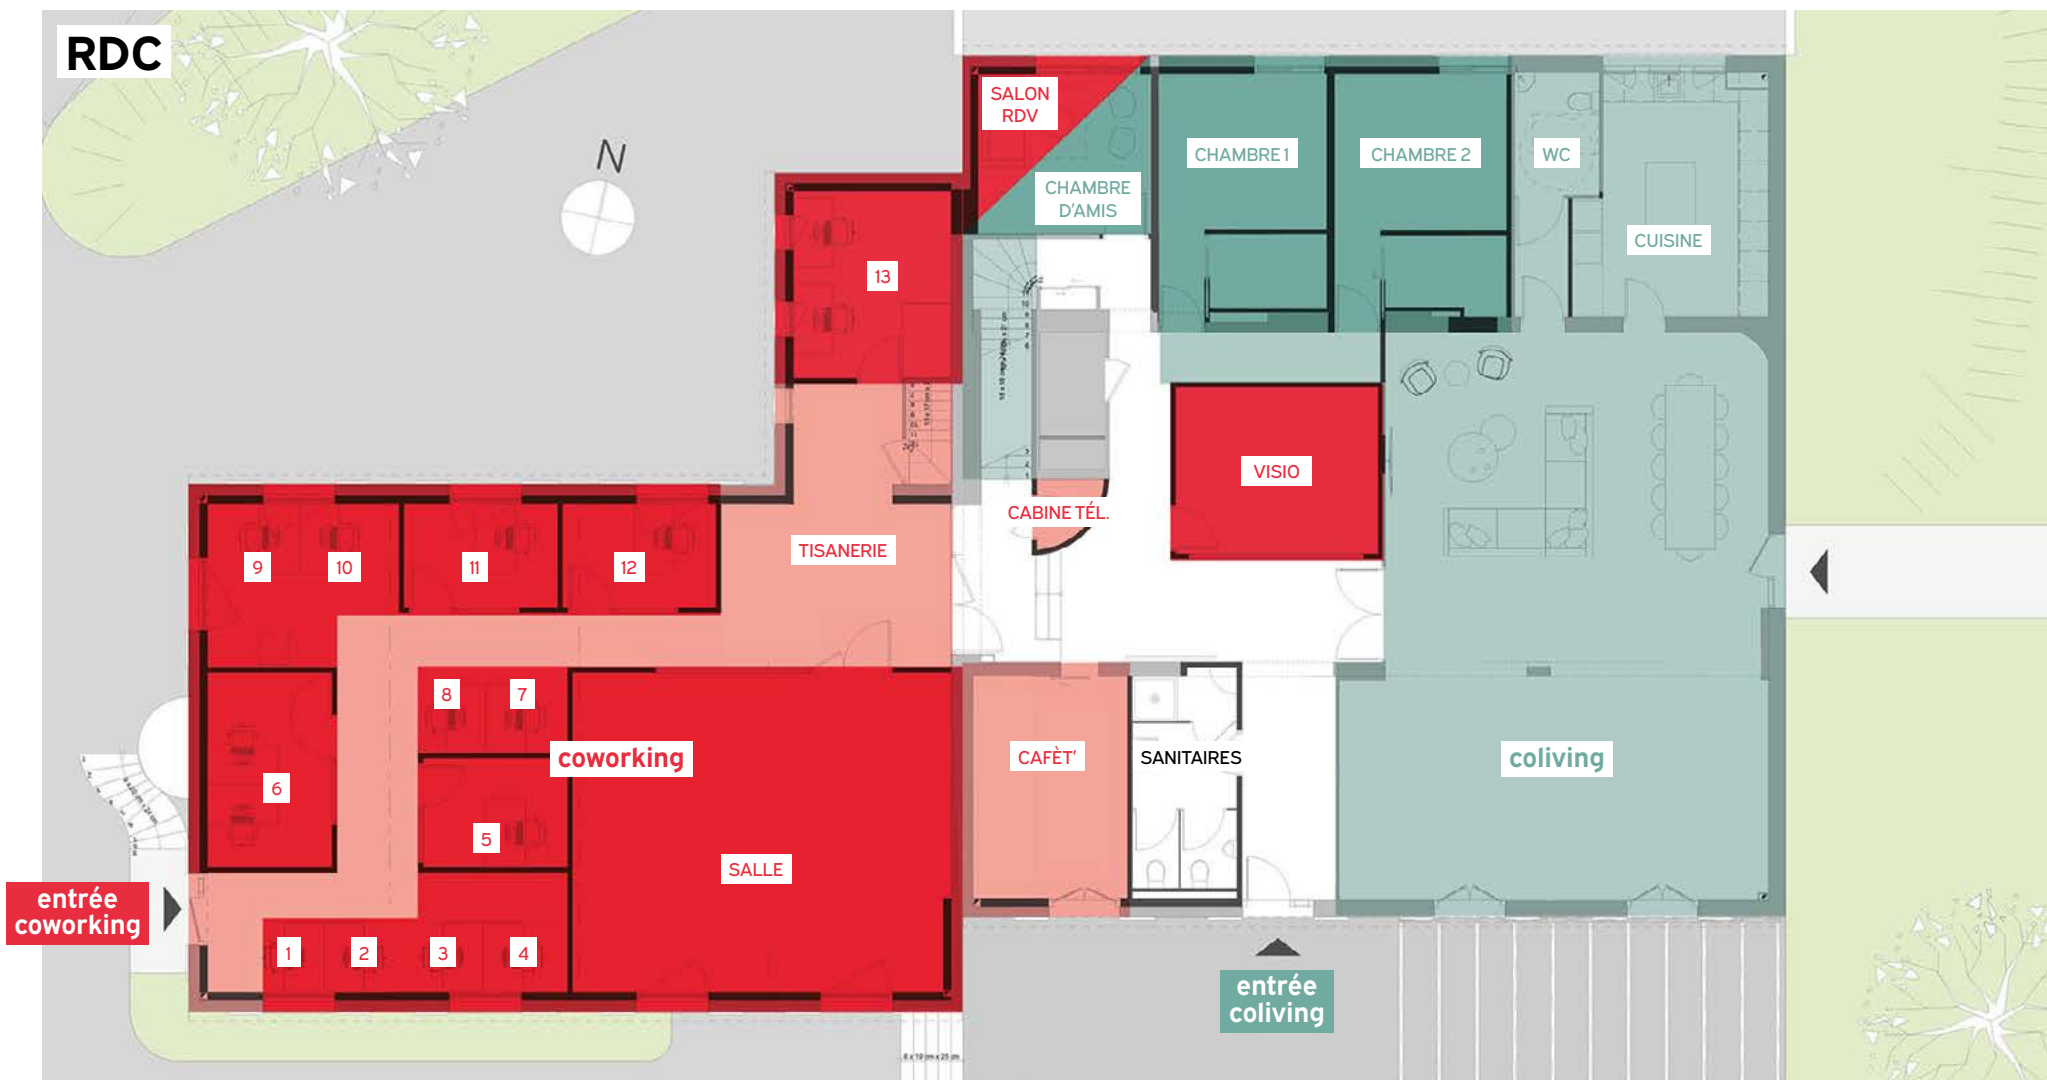 RDC
N
SALON
RDV
CHAMBRE
D'AMIS
CHAMBRE 1
CHAMBRE 2
WC
CUISINE
13
VISIO
CABINE TÉL.
TISANERIE
9
10
11
12
8
7
coworking
6
5
SALLE
CAFÈT'
SANITAIRES
coliving
entrée
coworking
1
2
3
4
entrée
coliving